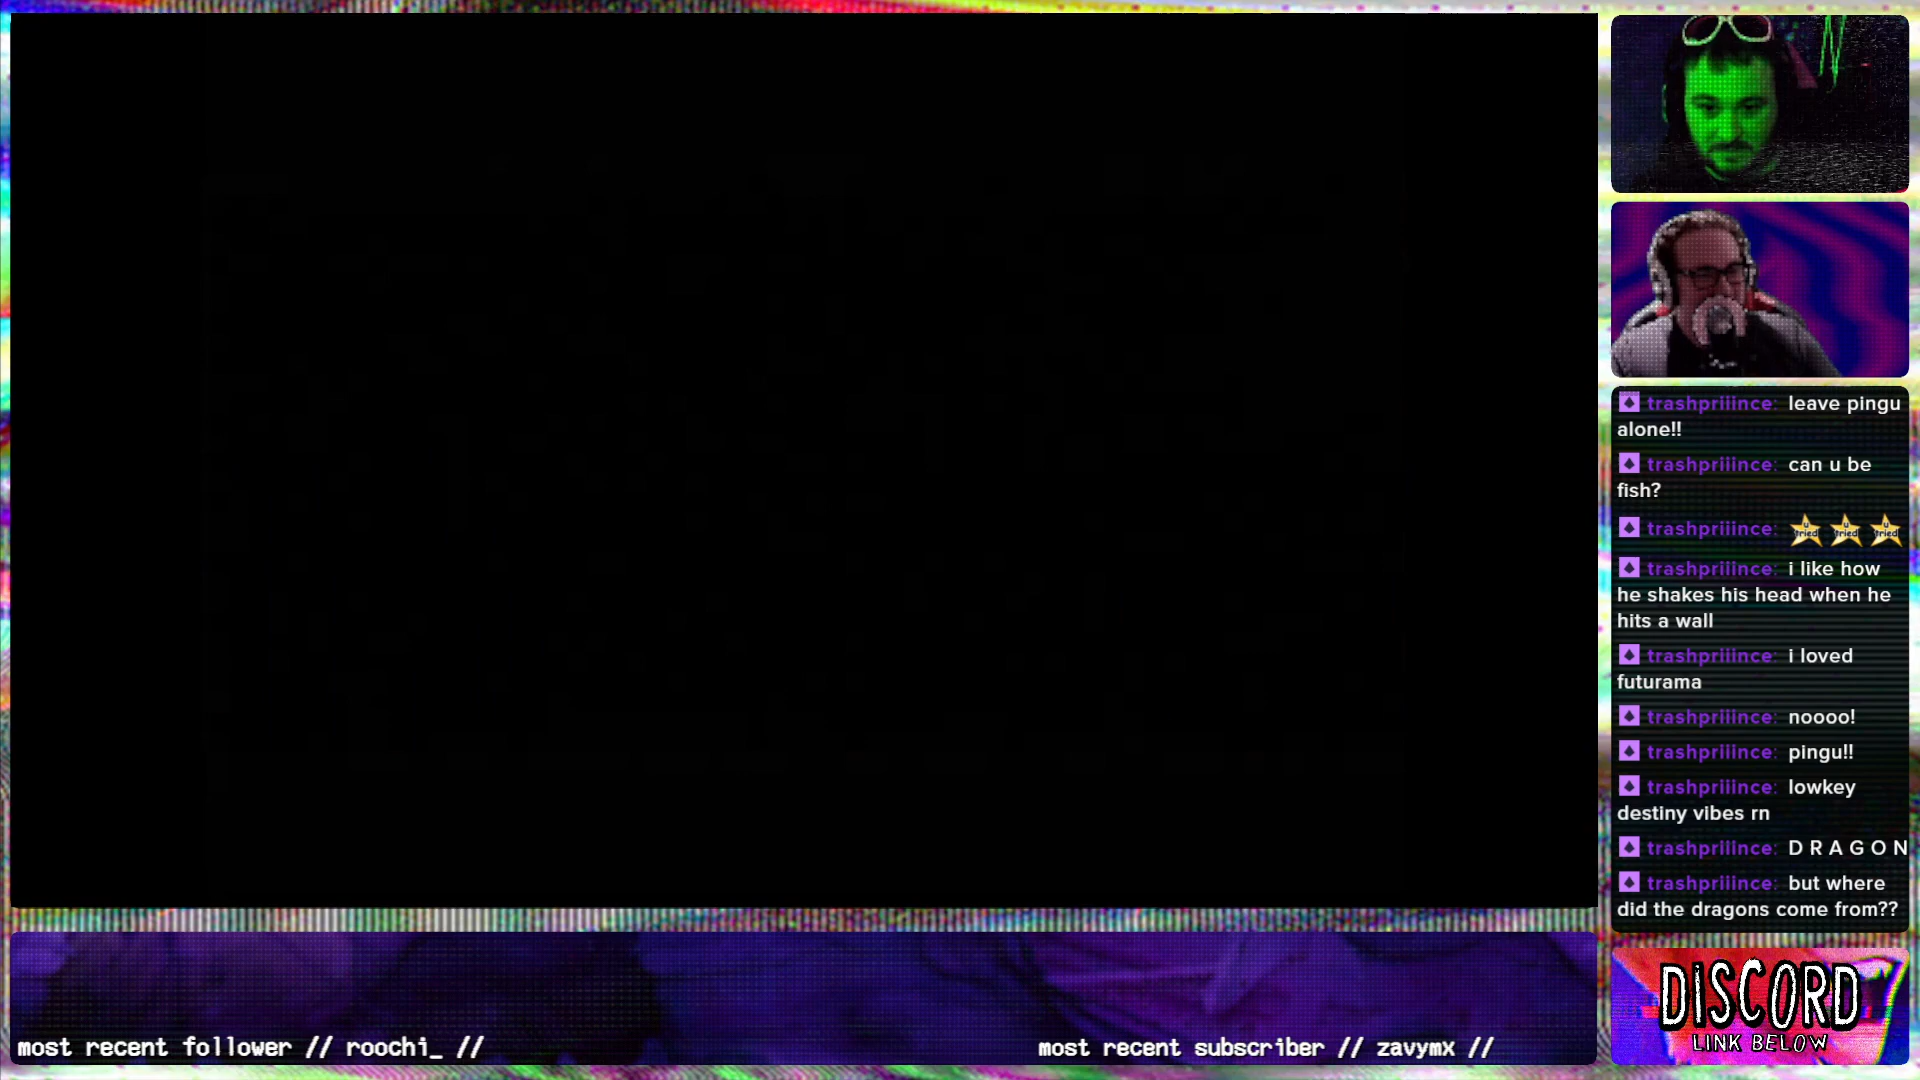 trashpriiince: leave pingu
alone!!
trashpriiince: can u be
fish?
trashpriiince:
trashpriiince: i like how
he shakes his head when he
hits a wall
trashpriiince: i loved
futurama
trashpriiince: noooo!
trashpriiince: pingu!!
trashpriiince: lowkey
destiny vibes rn
trashpriiince: D R A G O N
trashpriiince: but where
did the dragons come from??
DISCORD
LINK BELOW
most recent follower // roochi_ //
most recent subscriber // zavymx //